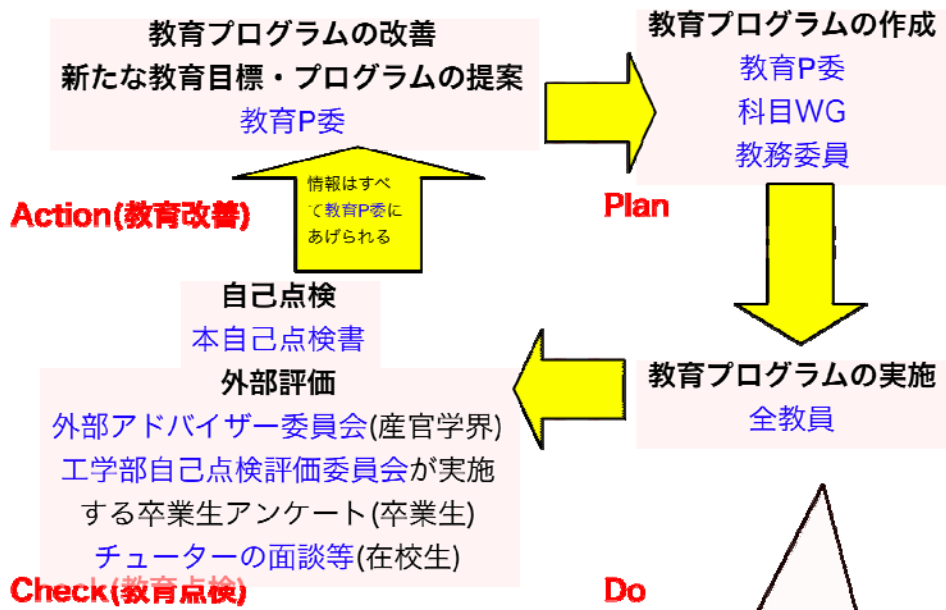 教育プログラムの改善
新たな教育目標・プログラムの提案
教育P委
教育プログラムの作成
教育P委
科目WG
教務委員
情報はすべ
て教育P委に
あげられる
Action(教育改善)
Plan
自己点検
本自己点検書
外部評価
外部アドバイザー委員会(産官学界)
工学部自己点検評価委員会が実施
する卒業生アンケート(卒業生)
チューターの面談等(在校生)
Check(教育点検)
教育プログラムの実施
全教員
Do